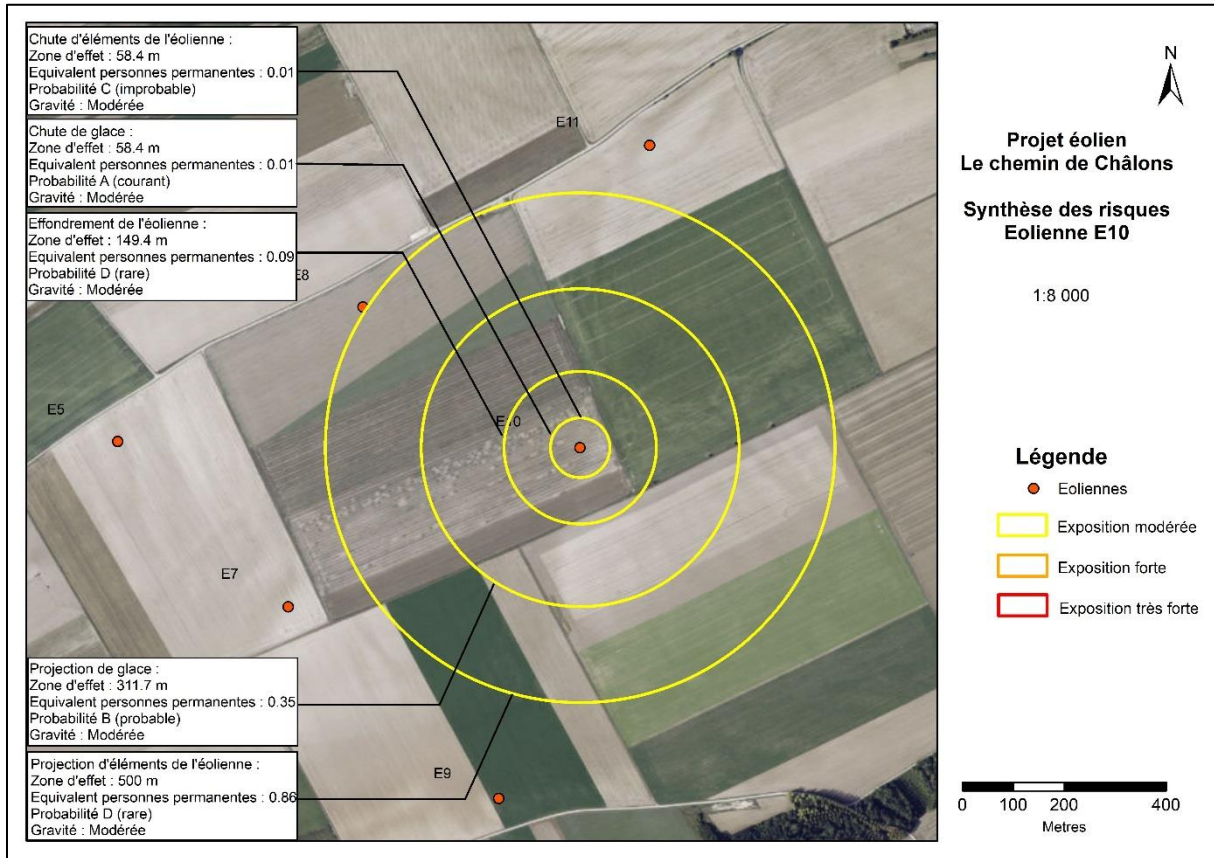 Chute d'éléments de l'éolienne :
Zone d'effet : 58.4 m
Equivalent personnes permanentes : 0.01
Probabilité C (improbable)
Gravité : Modérée
Chute de glace :
Zone d'effet : 58.4 m
Equivalent personnes permanentes : 0.01
Probabilité A (courant)
Gravité : Modérée
Effondrement de l'éolienne :
Zone d'effet : 149.4 m
Equivalent personnes permanentes : 0.09
Probabilité D (rare)
Gravité : Modérée
E11
E8
E10
E5
E7
E9
Projection de glace :
Zone d'effet : 311.7 m
Equivalent personnes permanentes : 0.35
Probabilité B (probable)
Gravité : Modérée
Projection d'éléments de l'éolienne :
Zone d'effet : 500 m
Equivalent personnes permanentes : 0.86
Probabilité D (rare)
Gravité : Modérée
N
Projet éolien
Le chemin de Châlons
Synthèse des risques
Eolienne E10
1:8 000
Légende
Eoliennes
Exposition modérée
Exposition forte
Exposition très forte
0 100 200 400
Metres